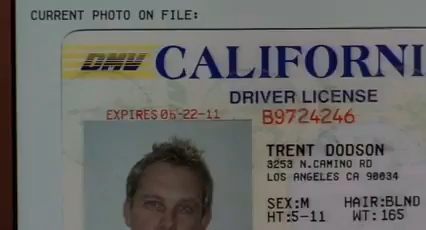 CURRENT PHOTO ON FILE:
DMV CALIFORNI
DRIVER LICENSE
EXPIRES 05-22-11 B9724246
TRENT DODSON
3253 N.CAMINO RD
LOS ANGELES CA 90034
SEX:M HAIR:BLND
HT:5-11 WT:165